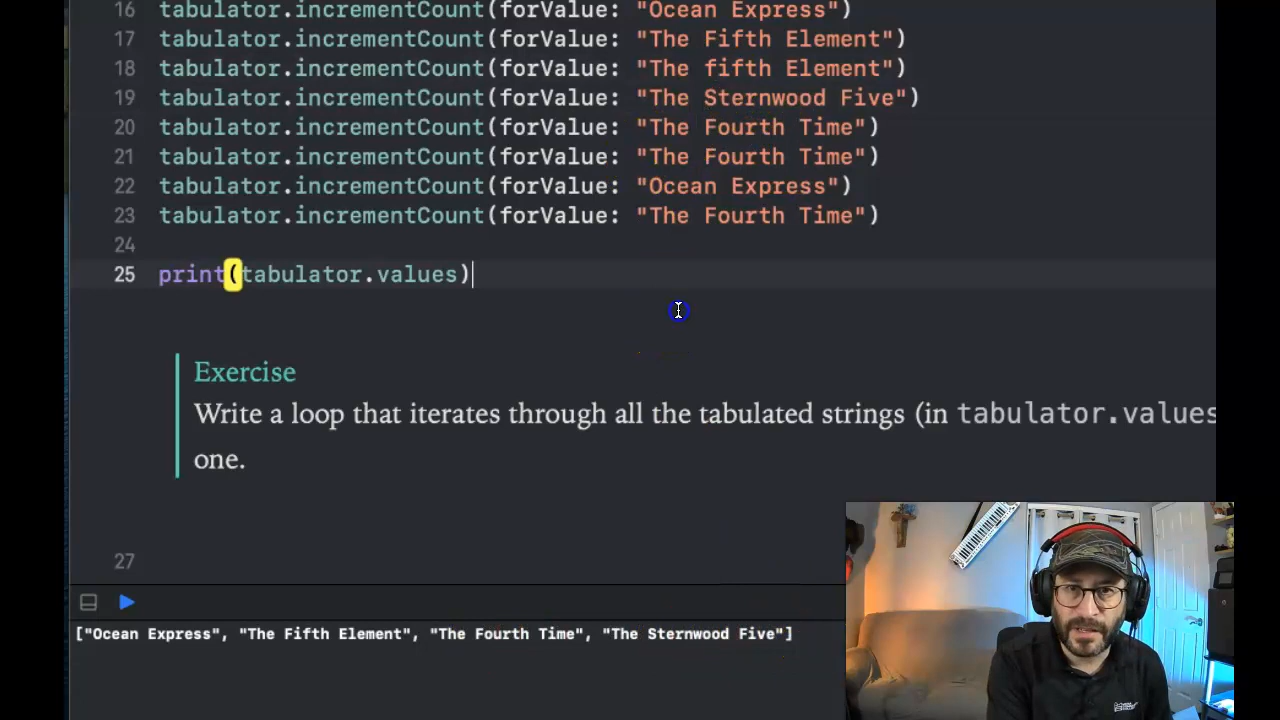 16 tabulator.incrementCount(forValue: "Ocean Express")
17 tabulator.incrementCount(forValue: "The Fifth Element")
18 tabulator.incrementCount(forValue: "The fifth Element")
19 tabulator.incrementCount(forValue: "The Sternwood Five")
20 tabulator.incrementCount(forValue: "The Fourth Time")
21 tabulator.incrementCount(forValue: "The Fourth Time")
22 tabulator.incrementCount(forValue: "Ocean Express")
23 tabulator.incrementCount(forValue: "The Fourth Time")
24
25 print(tabulator.values)
Exercise
Write a loop that iterates through all the tabulated strings (in tabulator.values
one.
27
["Ocean Express", "The Fifth Element", "The Fourth Time", "The Sternwood Five"]